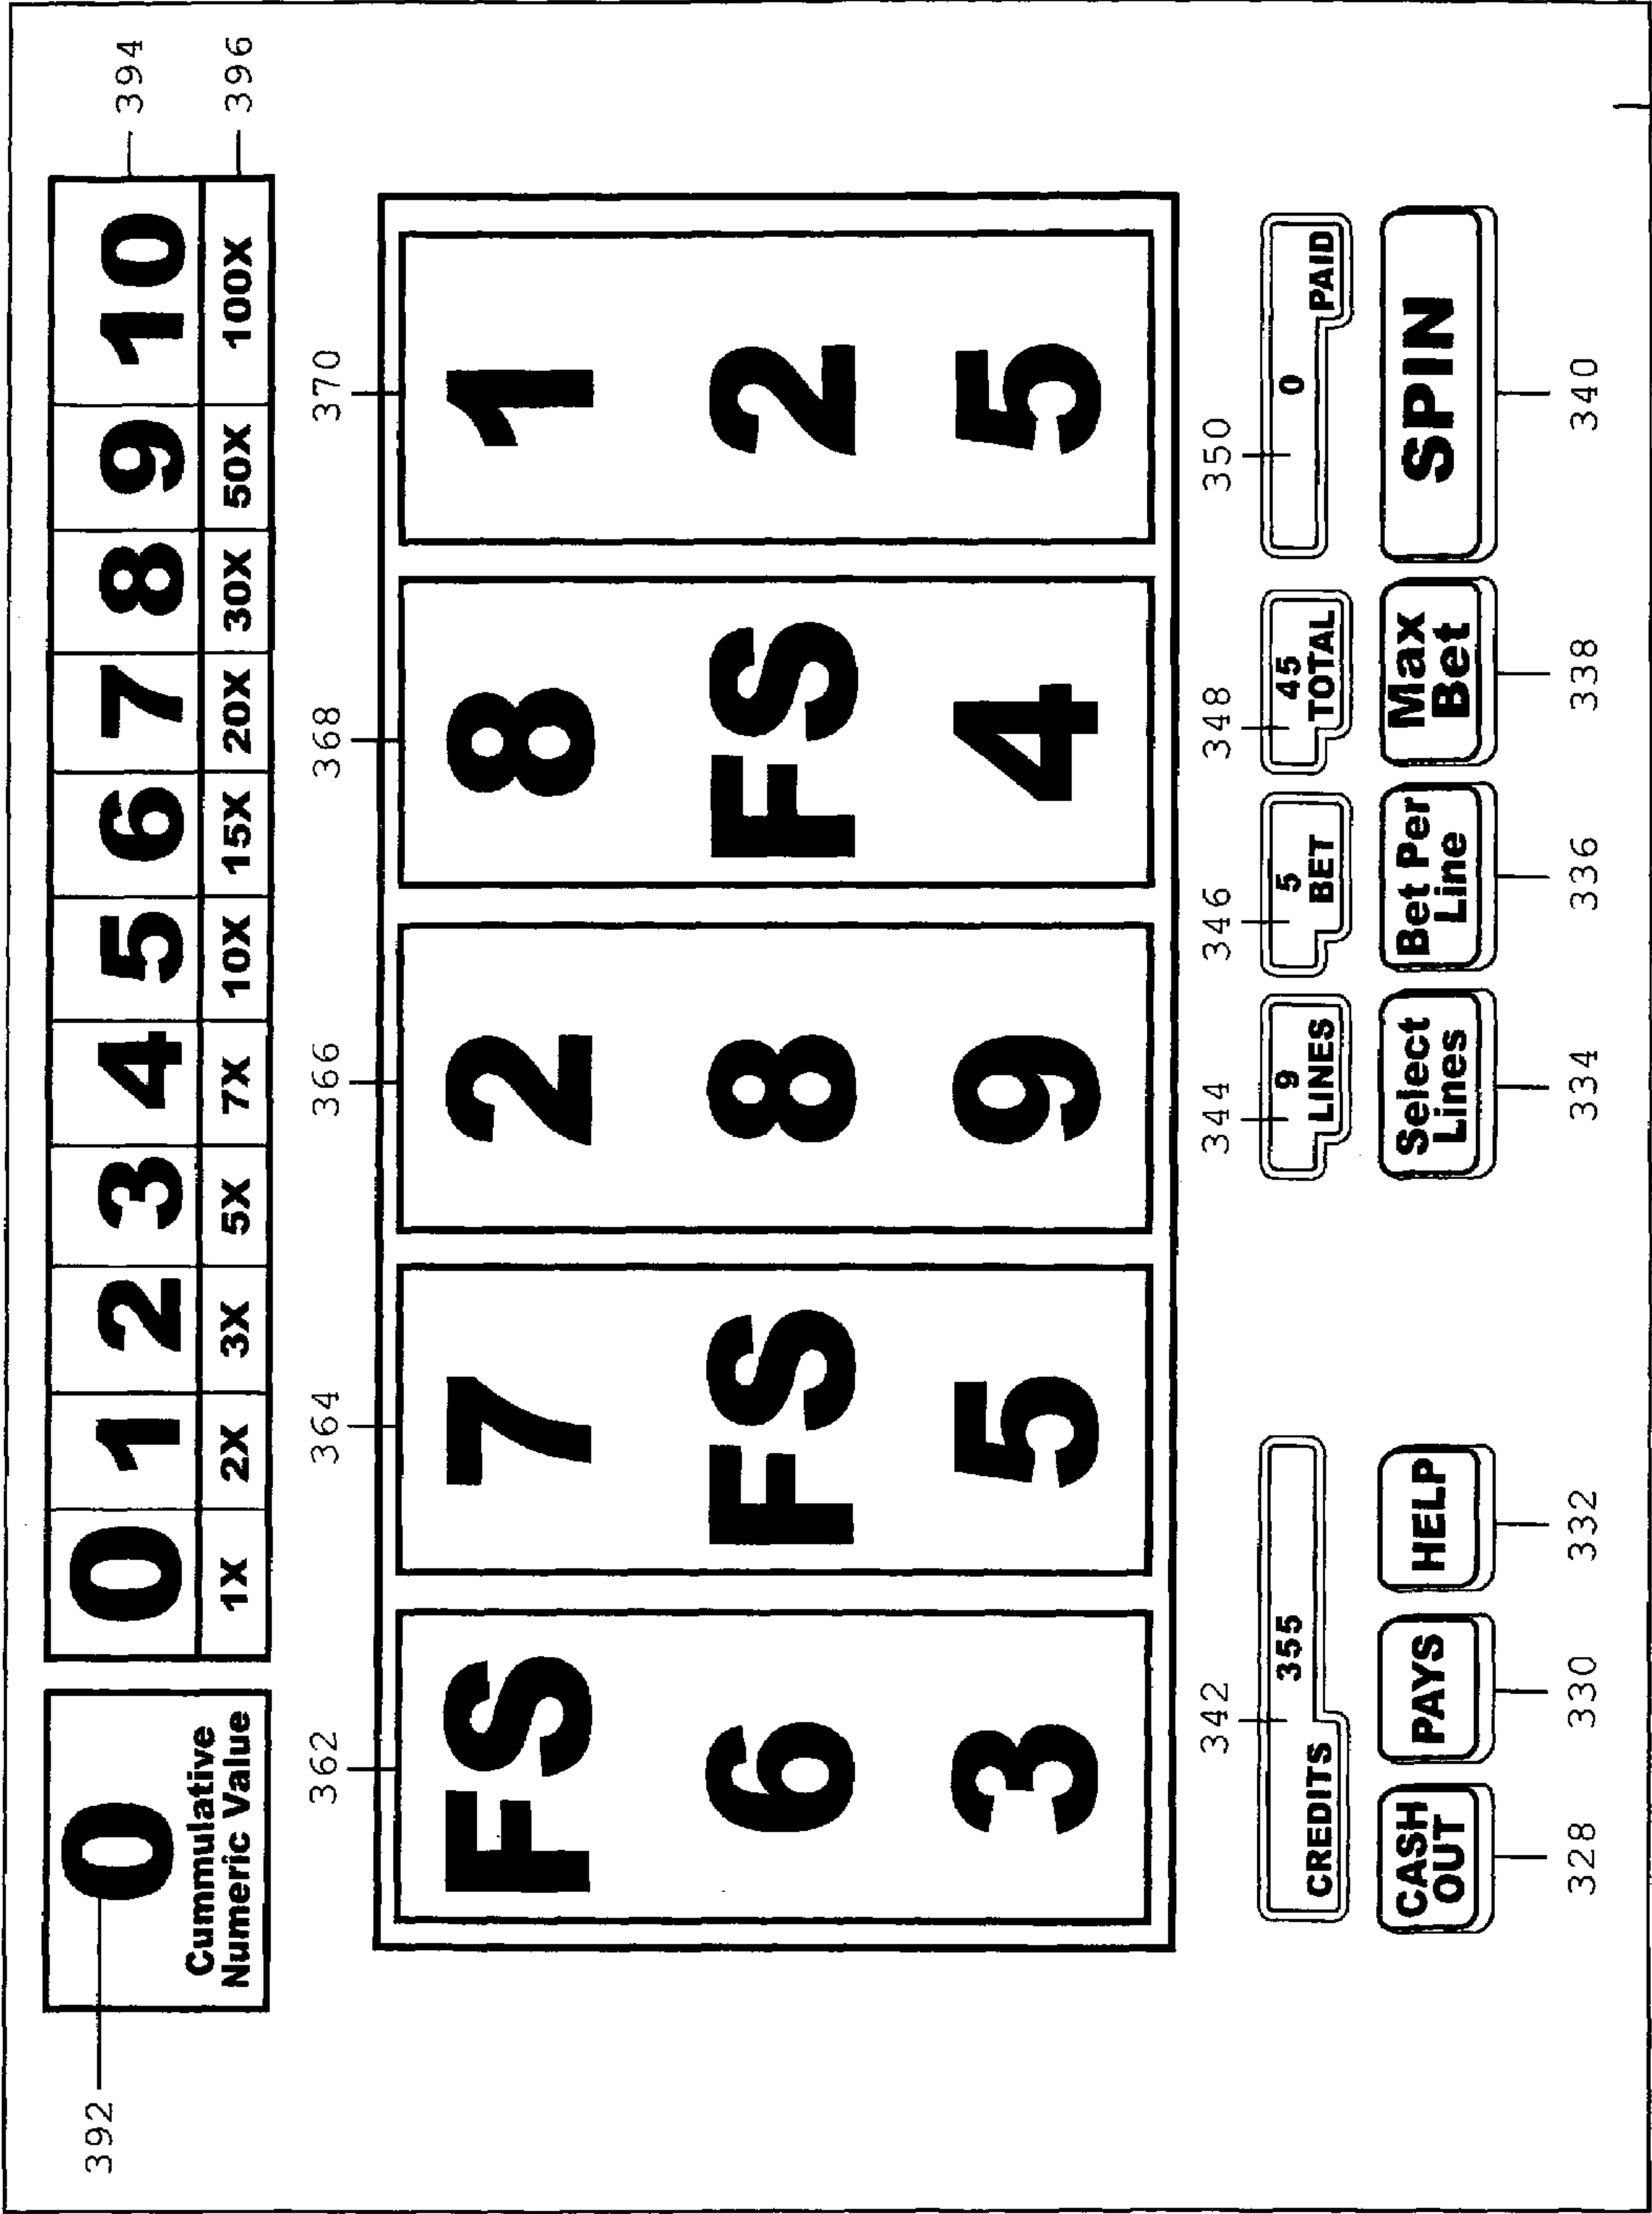 0 1 2 3 4 5 6 7 8 9 10 394
392 0 1X 2X 3X 5X 7X 10X 15X 20X 30X 50X 100X 396
Cummulative
Numeric Value
362 364 366 368 370
FS 7 2 8 1
6 FS 8 FS 2
3 5 9 4 5
342 344 346 348 350
355 9 5 45 0
CREDITS LINES BET TOTAL PAID
CASH OUT PAYS HELP Select Lines Bet Per Line Max Bet SPIN
328 330 332 334 336 338 340